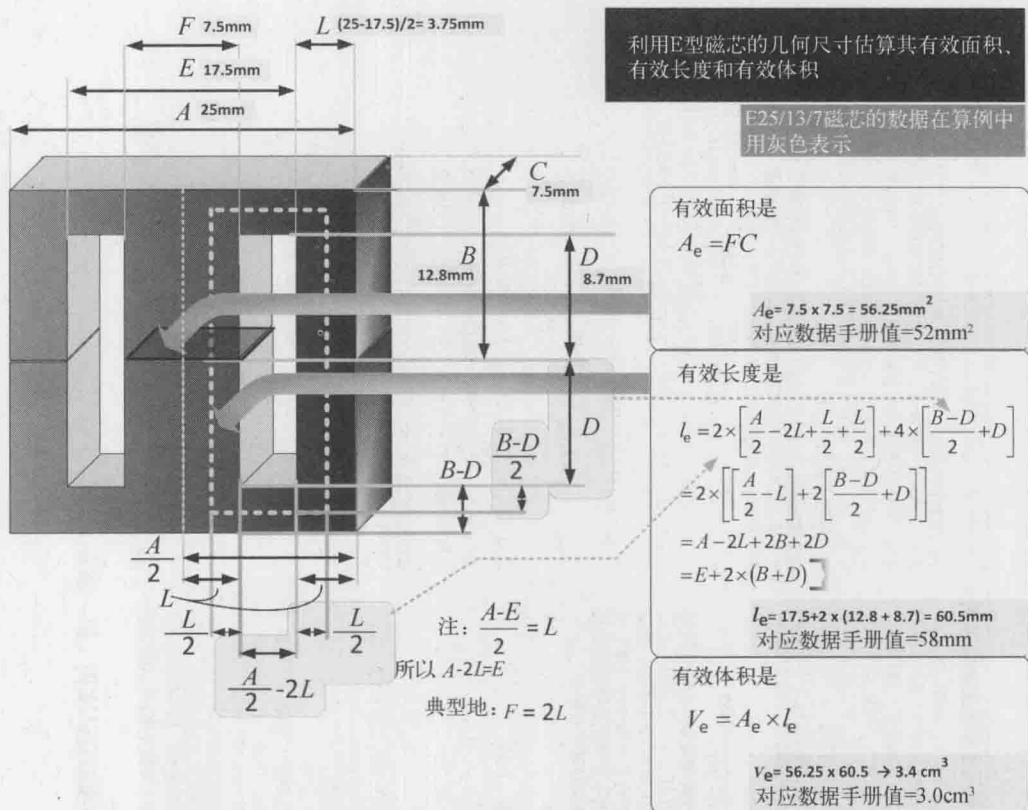 F 7.5mm
L (25-17.5)/2= 3.75mm
E 17.5mm
A 25mm
利用E型磁芯的几何尺寸估算其有效面积、
有效长度和有效体积
E25/13/7磁芯的数据在算例中
用灰色表示
C
7.5mm
B
12.8mm
D
8.7mm
有效面积是
A_e =FC
A_e= 7.5 x 7.5 = 56.25mm²
对应数据手册值=52mm²
有效长度是
l_e = 2×[A/2 −2L+L/2+L/2]+4×[(B−D)/2 +D]
=2×[[A/2 −L]+2[(B−D)/2 +D]]
=A−2L+2B+2D
=E+2×(B+D)]
l_e= 17.5+2 x (12.8 + 8.7) = 60.5mm
对应数据手册值=58mm
D
(B-D)/2
B-D
A/2
L
L/2
L/2
A/2 -2L
注: (A-E)/2 = L
所以 A-2L=E
典型地: F = 2L
有效体积是
V_e = A_e × l_e
V_e= 56.25 x 60.5 → 3.4 cm³
对应数据手册值=3.0cm³